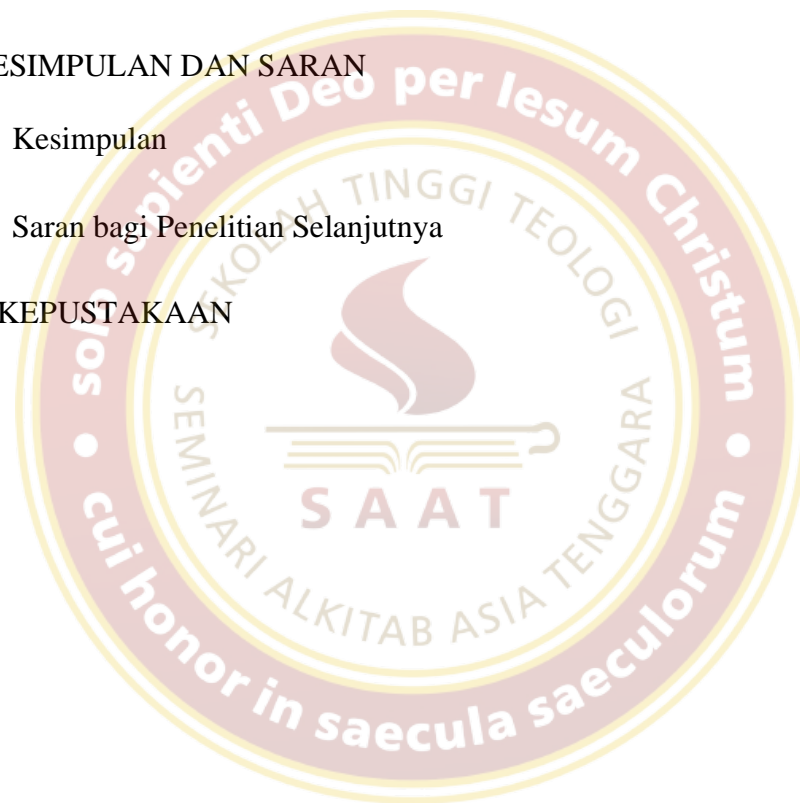 ESIMPULAN DAN SARAN
Kesimpulan
Saran bagi Penelitian Selanjutnya
KEPUSTAKAAN
soli sapienti Deo per Iesum Christum
cui honor in saecula saeculorum
SEKOLAH TINGGI TEOLOGI
SEMINARI ALKITAB ASIA TENGGARA
SAAT